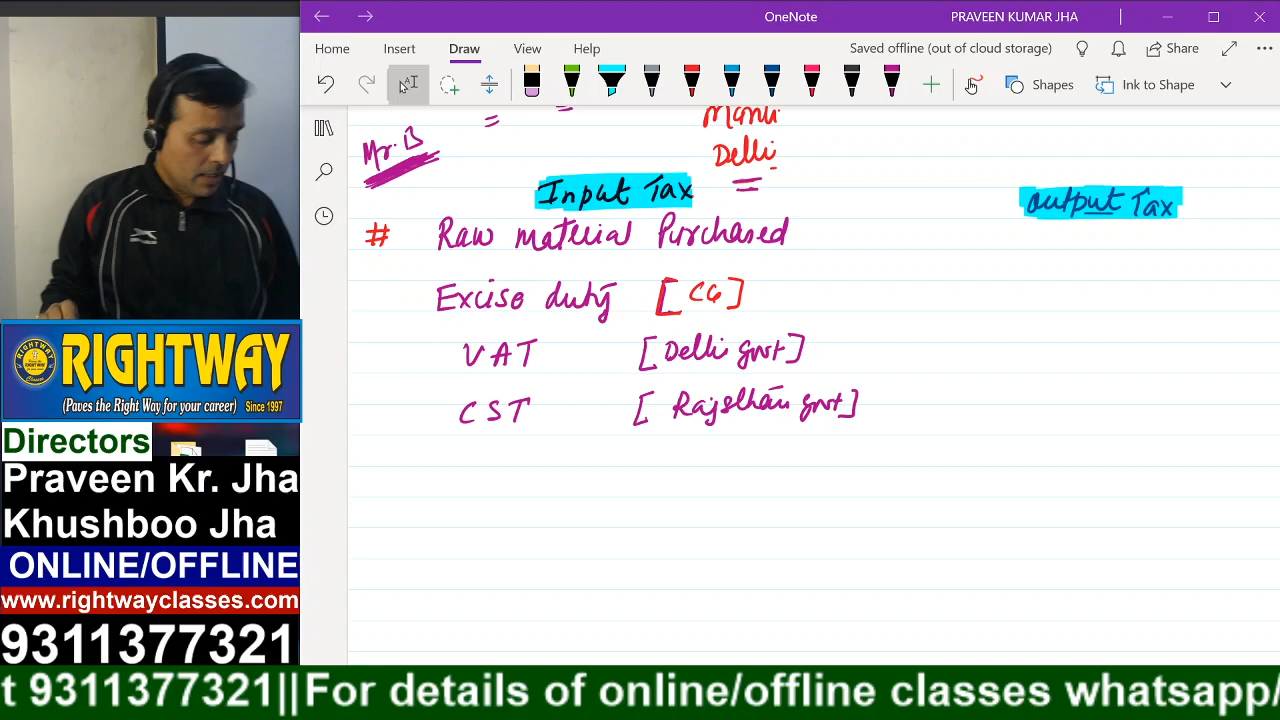 OneNote
PRAVEEN KUMAR JHA
Home Insert Draw View Help
Saved offline (out of cloud storage)
Share
Shapes
Ink to Shape
Delhi
Mr. B
Input Tax
output Tax
# Raw material Purchased
Excise duty [CG]
VAT [Delhi govt]
CST [Rajsthan govt]
RIGHTWAY
(Paves the Right Way for your career) Since 1997
Directors
Praveen Kr. Jha
Khushboo Jha
ONLINE/OFFLINE
www.rightwayclasses.com
9311377321
t 9311377321||For details of online/offline classes whatsapp/